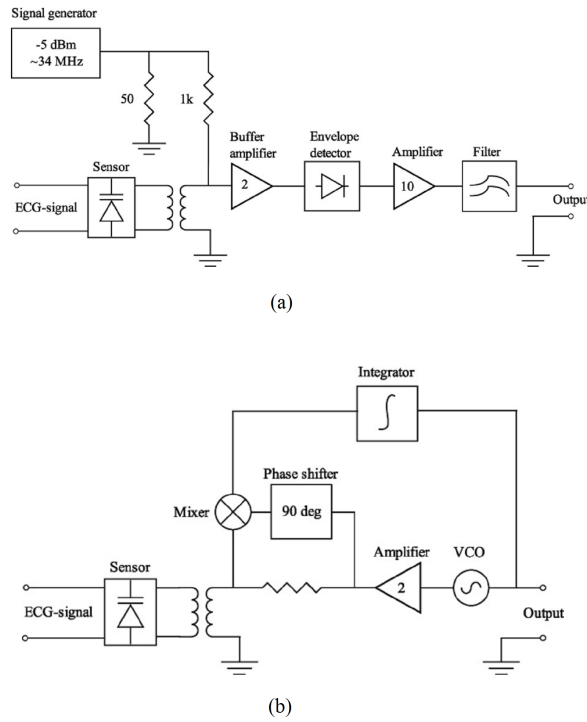 Signal generator
-5 dBm
~34 MHz
50
1k
Buffer
amplifier
2
Envelope
detector
Amplifier
10
Filter
Sensor
ECG-signal
Output
(a)
Integrator
∫
Phase shifter
90 deg
Mixer
Amplifier
2
VCO
Sensor
ECG-signal
Output
(b)